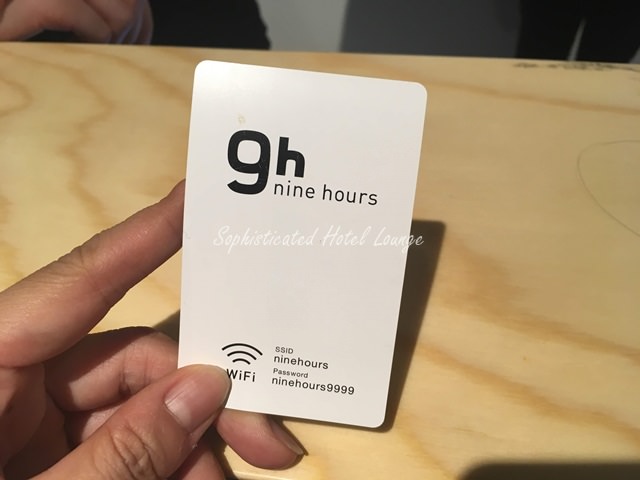 9h
nine hours
Sophisticated Hotel Lounge
SSID
ninehours
WiFi
Password
ninehours9999